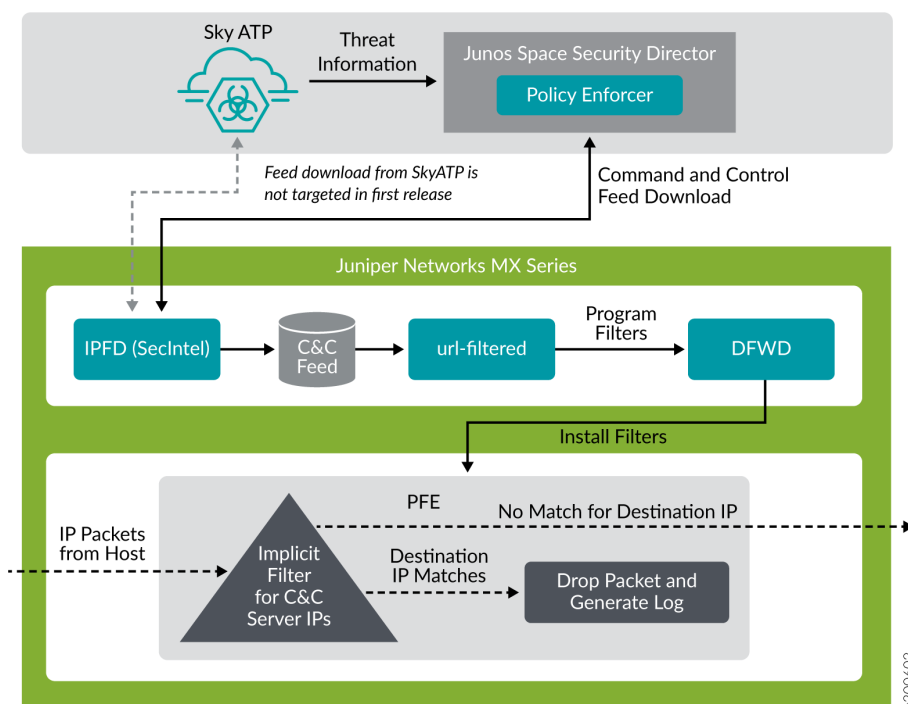 Sky ATP
Threat
Information
Junos Space Security Director
Policy Enforcer
Feed download from SkyATP is
not targeted in first release
Command and Control
Feed Download
Juniper Networks MX Series
IPFD (SecIntel)
C&C
Feed
url-filtered
Program
Filters
DFWD
Install Filters
PFE
No Match for Destination IP
IP Packets
from Host
Implicit
Filter
for C&C
Server IPs
Destination
IP Matches
Drop Packet and
Generate Log